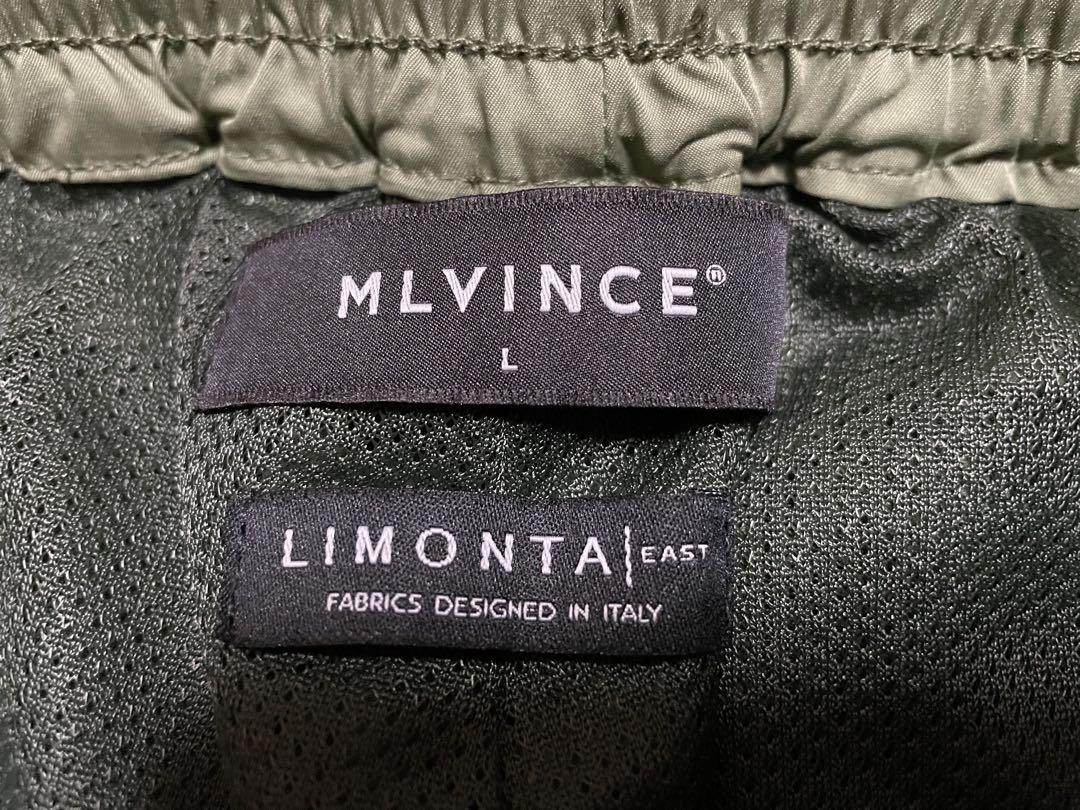 MLVINCE®
L
LIMONTA | EAST
FABRICS DESIGNED IN ITALY